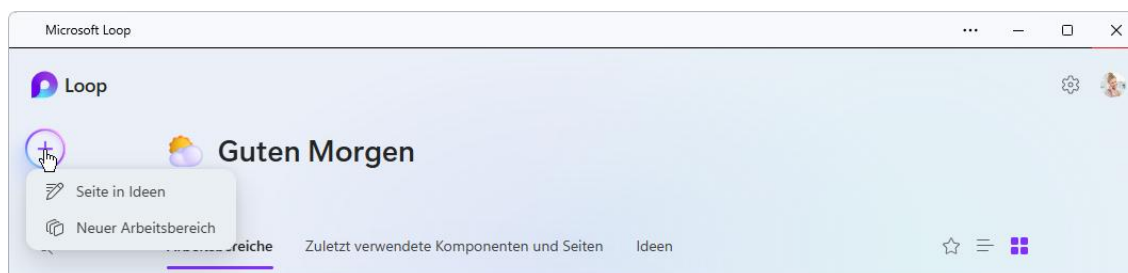 Microsoft Loop
Loop
Guten Morgen
Seite in Ideen
Neuer Arbeitsbereich
Zuletzt verwendete Komponenten und Seiten
Ideen